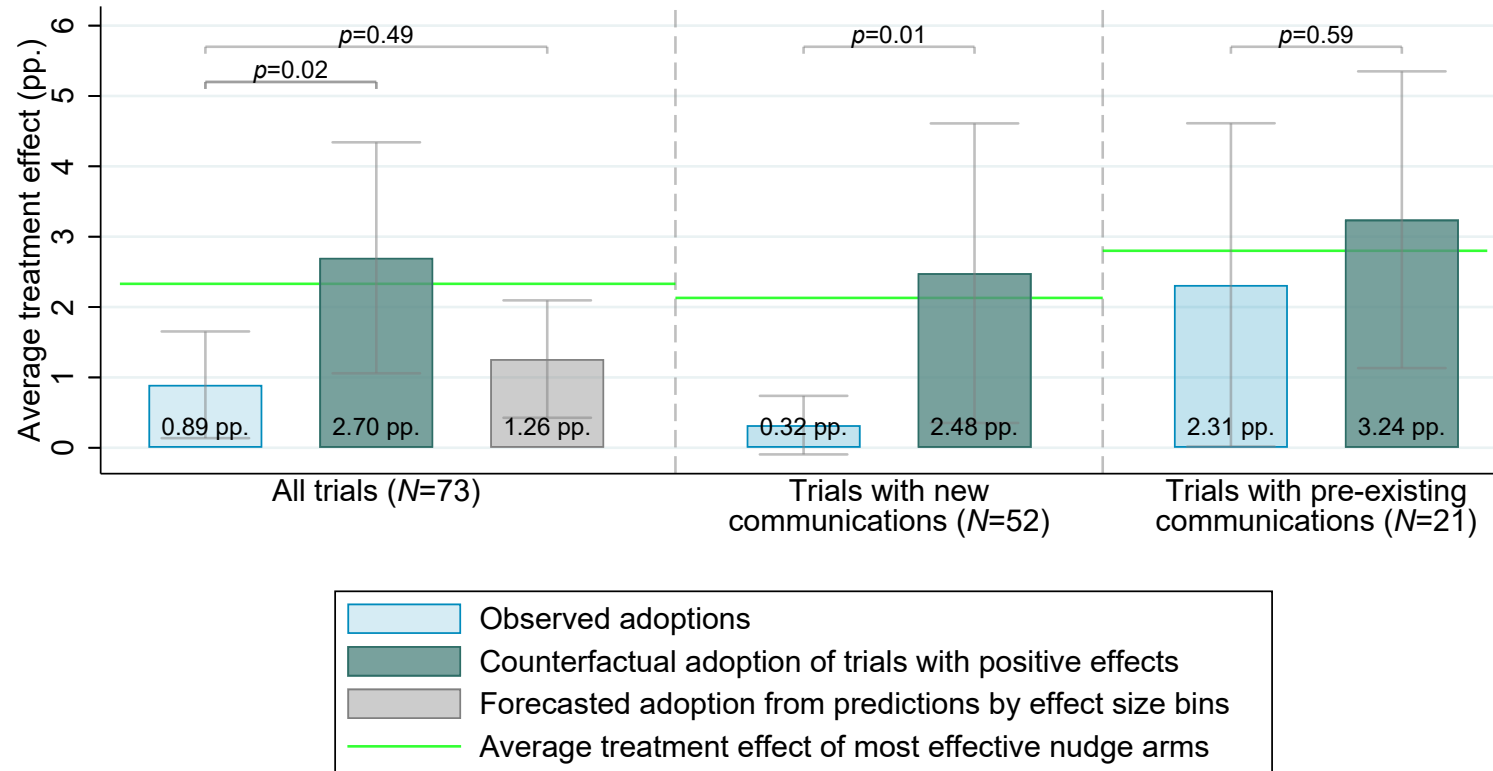 Average treatment effect (pp.)
6
5
4
3
2
1
0
p=0.49
p=0.02
p=0.01
p=0.59
0.89 pp.
2.70 pp.
1.26 pp.
0.32 pp.
2.48 pp.
2.31 pp.
3.24 pp.
All trials (N=73)
Trials with new
communications (N=52)
Trials with pre-existing
communications (N=21)
Observed adoptions
Counterfactual adoption of trials with positive effects
Forecasted adoption from predictions by effect size bins
Average treatment effect of most effective nudge arms